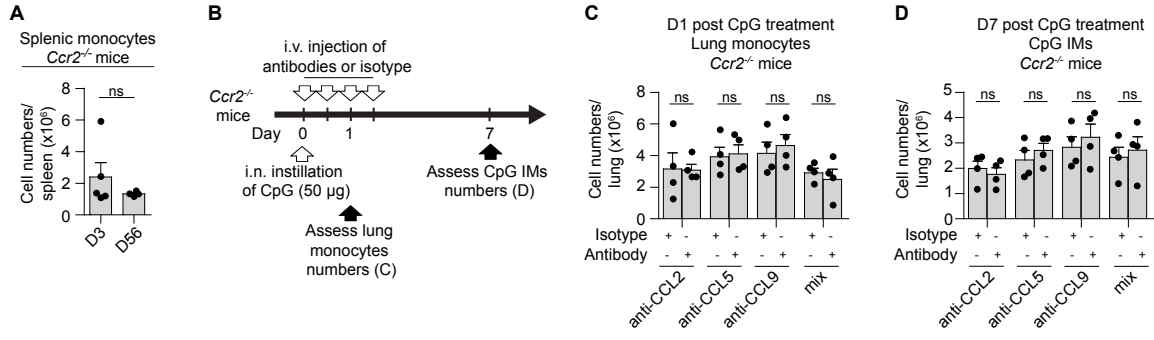 A
Splenic monocytes
Ccr2-/- mice
ns
Cell numbers/
spleen (x10⁶)
8
6
4
2
0
D3
D56
B
i.v. injection of
antibodies or isotype
Ccr2-/-
mice
Day
0
1
7
i.n. instillation
of CpG (50 µg)
Assess lung
monocytes
numbers (C)
Assess CpG IMs
numbers (D)
C
D1 post CpG treatment
Lung monocytes
Ccr2-/- mice
ns ns ns ns
Cell numbers/
lung (x10⁶)
8
6
4
2
0
Isotype + - + - + - + -
Antibody - + - + - + - +
anti-CCL2
anti-CCL5
anti-CCL9
mix
D
D7 post CpG treatment
CpG IMs
Ccr2-/- mice
ns ns ns ns
Cell numbers/
lung (x10⁶)
5
4
3
2
1
0
Isotype + - + - + - + -
Antibody - + - + - + - +
anti-CCL2
anti-CCL5
anti-CCL9
mix